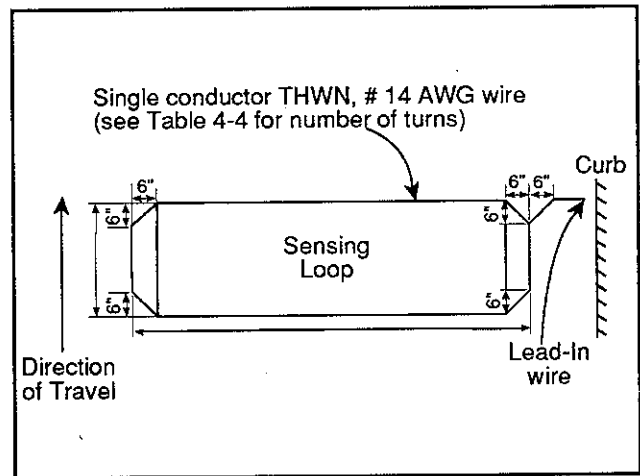 Single conductor THWN, # 14 AWG wire
(see Table 4-4 for number of turns)
Curb
6" 6" 6"
6" 6"
Sensing
Loop
6" 6"
Direction
of Travel
Lead-In
wire